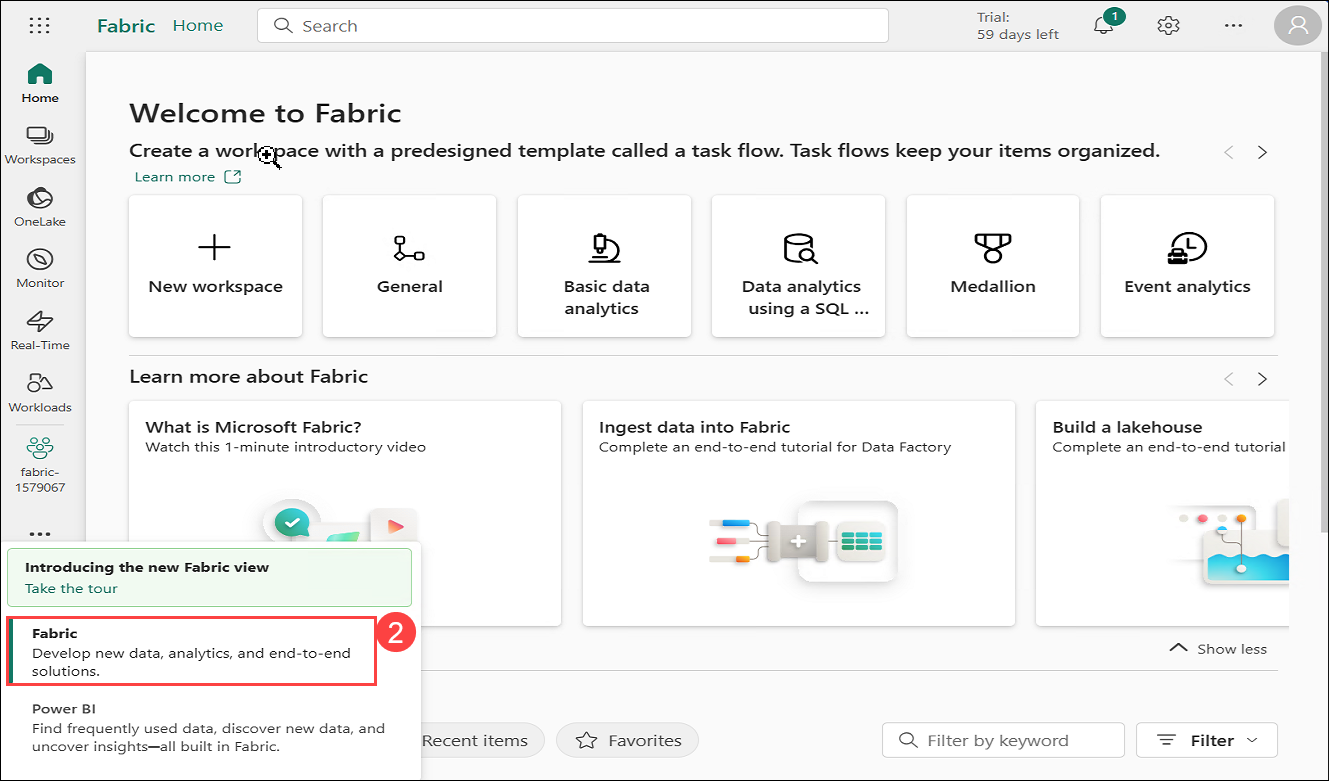 Fabric Home
Search
Trial:
59 days left
1
Home
Workspaces
OneLake
Monitor
Real-Time
Workloads
fabric-
1579067
Welcome to Fabric
Create a workspace with a predesigned template called a task flow. Task flows keep your items organized.
Learn more
New workspace
General
Basic data
analytics
Data analytics
using a SQL ...
Medallion
Event analytics
Learn more about Fabric
What is Microsoft Fabric?
Watch this 1-minute introductory video
Ingest data into Fabric
Complete an end-to-end tutorial for Data Factory
Build a lakehouse
Complete an end-to-end tutorial
Introducing the new Fabric view
Take the tour
Fabric
Develop new data, analytics, and end-to-end
solutions.
2
Power BI
Find frequently used data, discover new data, and
uncover insights—all built in Fabric.
Show less
Recent items
Favorites
Filter by keyword
Filter